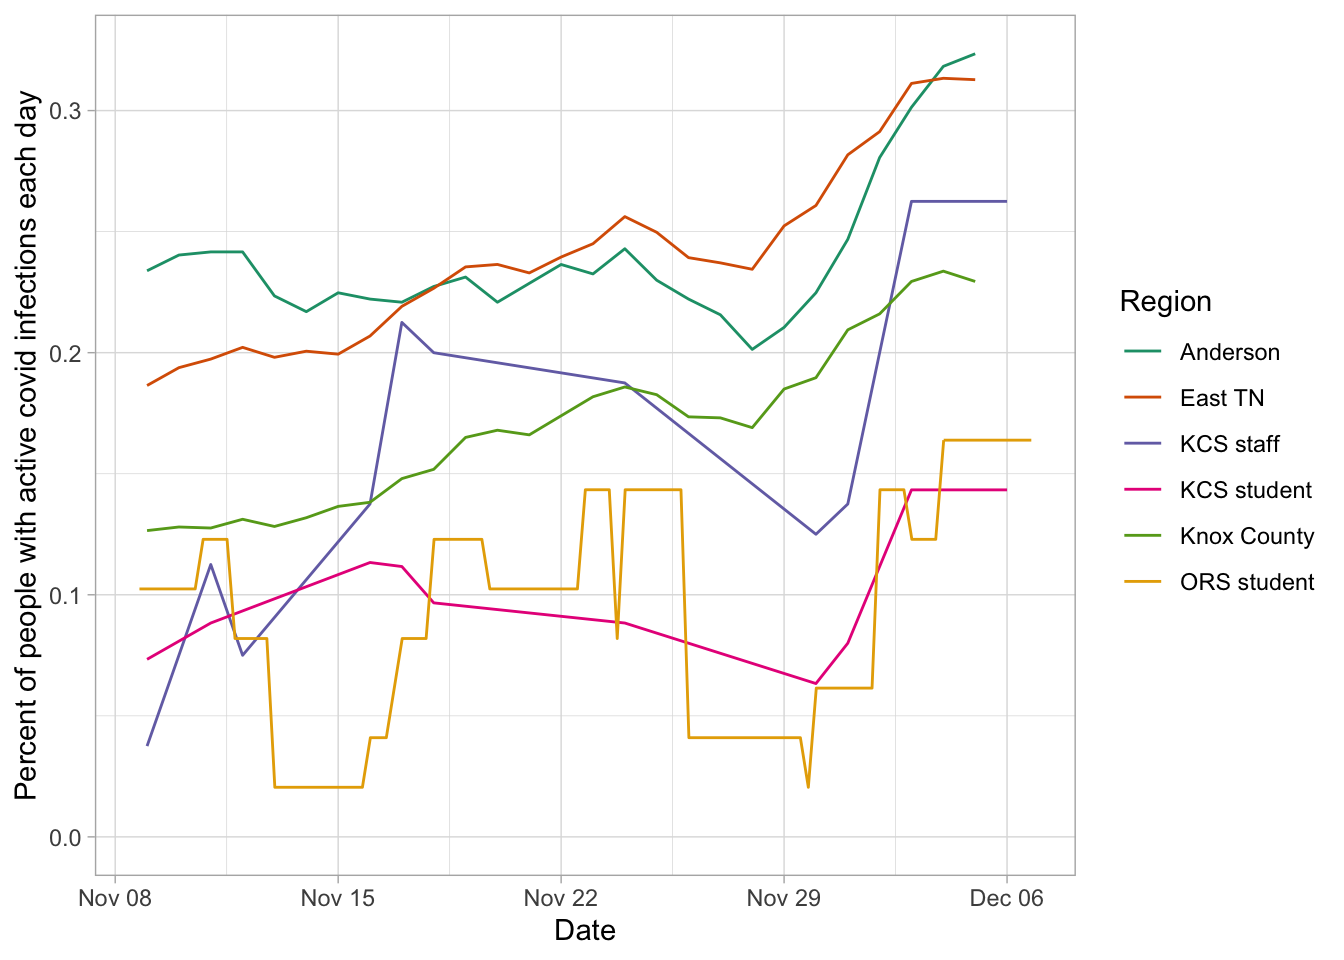 Percent of people with active covid infections each day
0.3
0.2
0.1
0.0
Nov 08
Nov 15
Nov 22
Nov 29
Dec 06
Date
Region
Anderson
East TN
KCS staff
KCS student
Knox County
ORS student